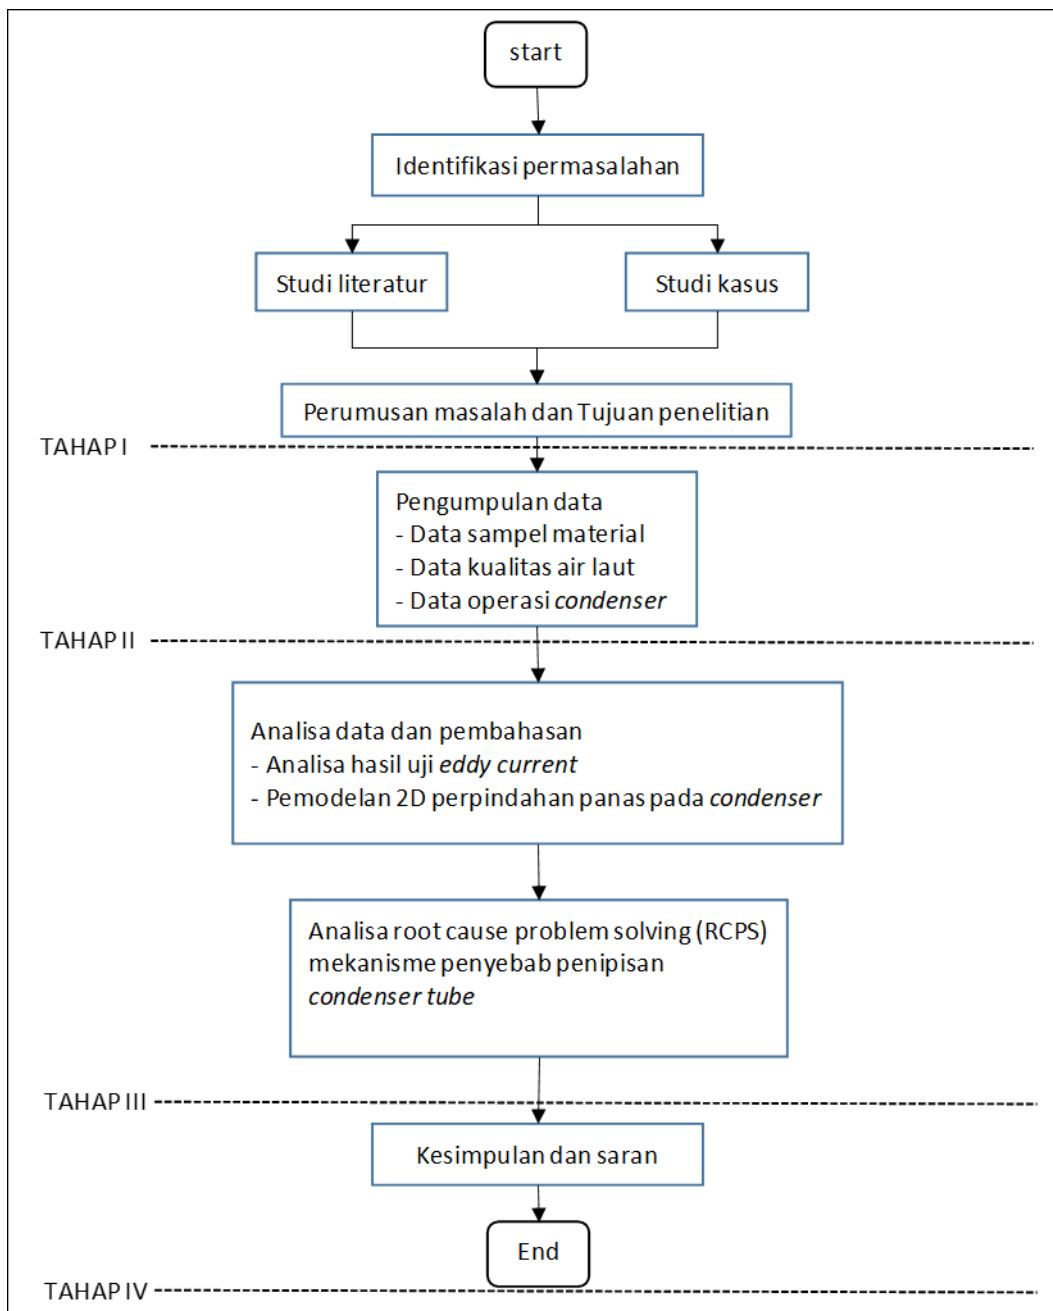 start
Identifikasi permasalahan
Studi literatur
Studi kasus
Perumusan masalah dan Tujuan penelitian
TAHAP I
Pengumpulan data
- Data sampel material
- Data kualitas air laut
- Data operasi condenser
TAHAP II
Analisa data dan pembahasan
- Analisa hasil uji eddy current
- Pemodelan 2D perpindahan panas pada condenser
Analisa root cause problem solving (RCPS)
mekanisme penyebab penipisan
condenser tube
TAHAP III
Kesimpulan dan saran
End
TAHAP IV